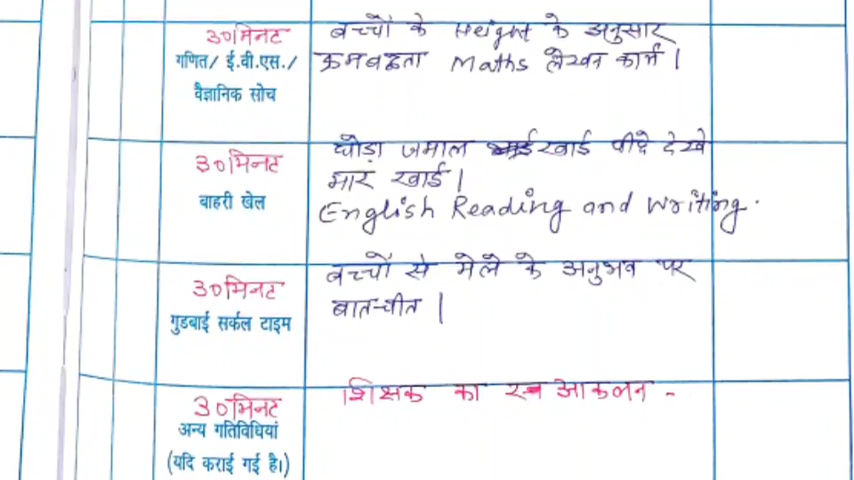 30 मिनट
गणित/ ई.वी.एस./
वैज्ञानिक सोच
बच्चों के Height के अनुसार
क्रमबद्धता Maths लेखन कार्य।
30 मिनट
बाहरी खेल
घोड़ा जमाल खाई पीछे देखे
मार खाई।
English Reading and Writing.
30 मिनट
गुडबाई सर्कल टाइम
बच्चों से मेले के अनुभव पर
बात-चीत।
30 मिनट
अन्य गतिविधियां
(यदि कराई गई है।)
शिक्षक का स्व आकलन -